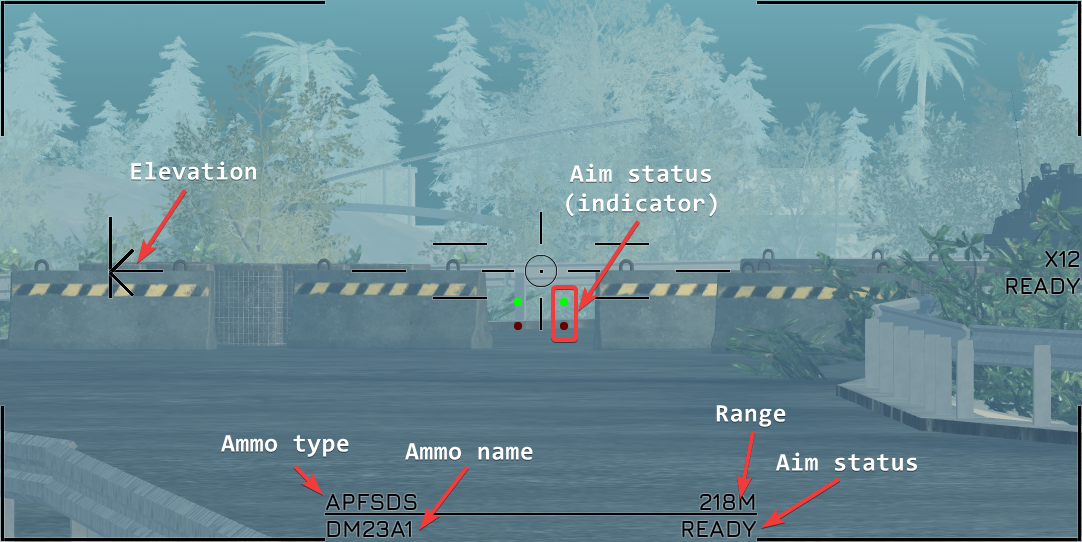 Elevation
Aim status
(indicator)
X12
READY
Range
Ammo type
Ammo name
Aim status
APFSDS
218M
DM23A1
READY